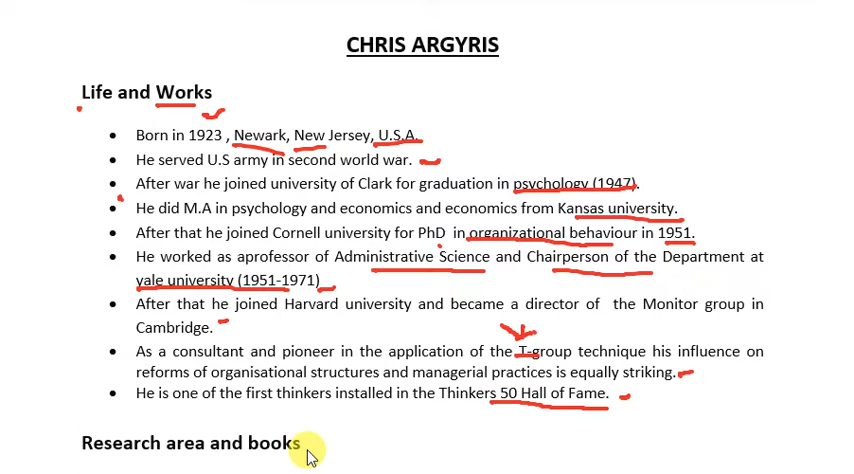 CHRIS ARGYRIS
Life and Works
• Born in 1923 , Newark, New Jersey, U.S.A.
• He served U.S army in second world war.
• After war he joined university of Clark for graduation in psychology (1947).
• He did M.A in psychology and economics and economics from Kansas university.
• After that he joined Cornell university for PhD in organizational behaviour in 1951.
• He worked as aprofessor of Administrative Science and Chairperson of the Department at
yale university (1951-1971)
• After that he joined Harvard university and became a director of the Monitor group in
Cambridge.
• As a consultant and pioneer in the application of the T-group technique his influence on
reforms of organisational structures and managerial practices is equally striking.
• He is one of the first thinkers installed in the Thinkers 50 Hall of Fame.
Research area and books